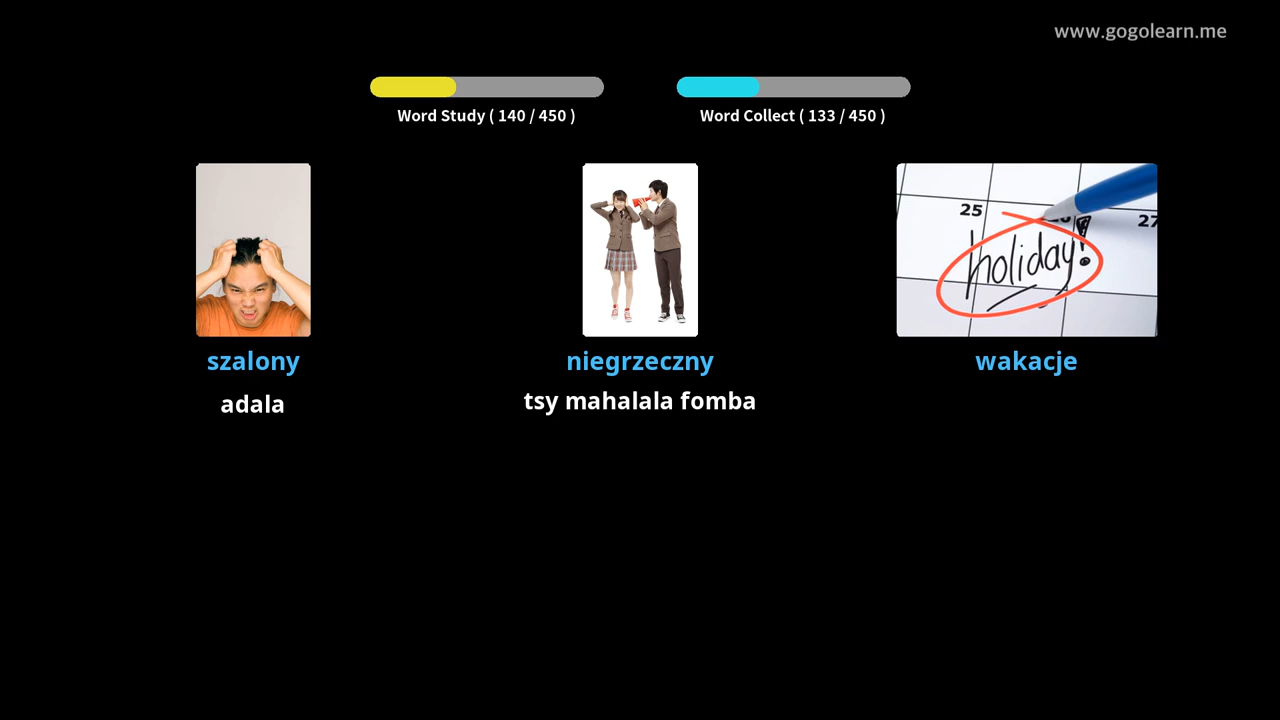 www.gogolearn.me
Word Study ( 140 / 450 )
Word Collect ( 133 / 450 )
25
27
holiday!
szalony
niegrzeczny
wakacje
adala
tsy mahalala fomba